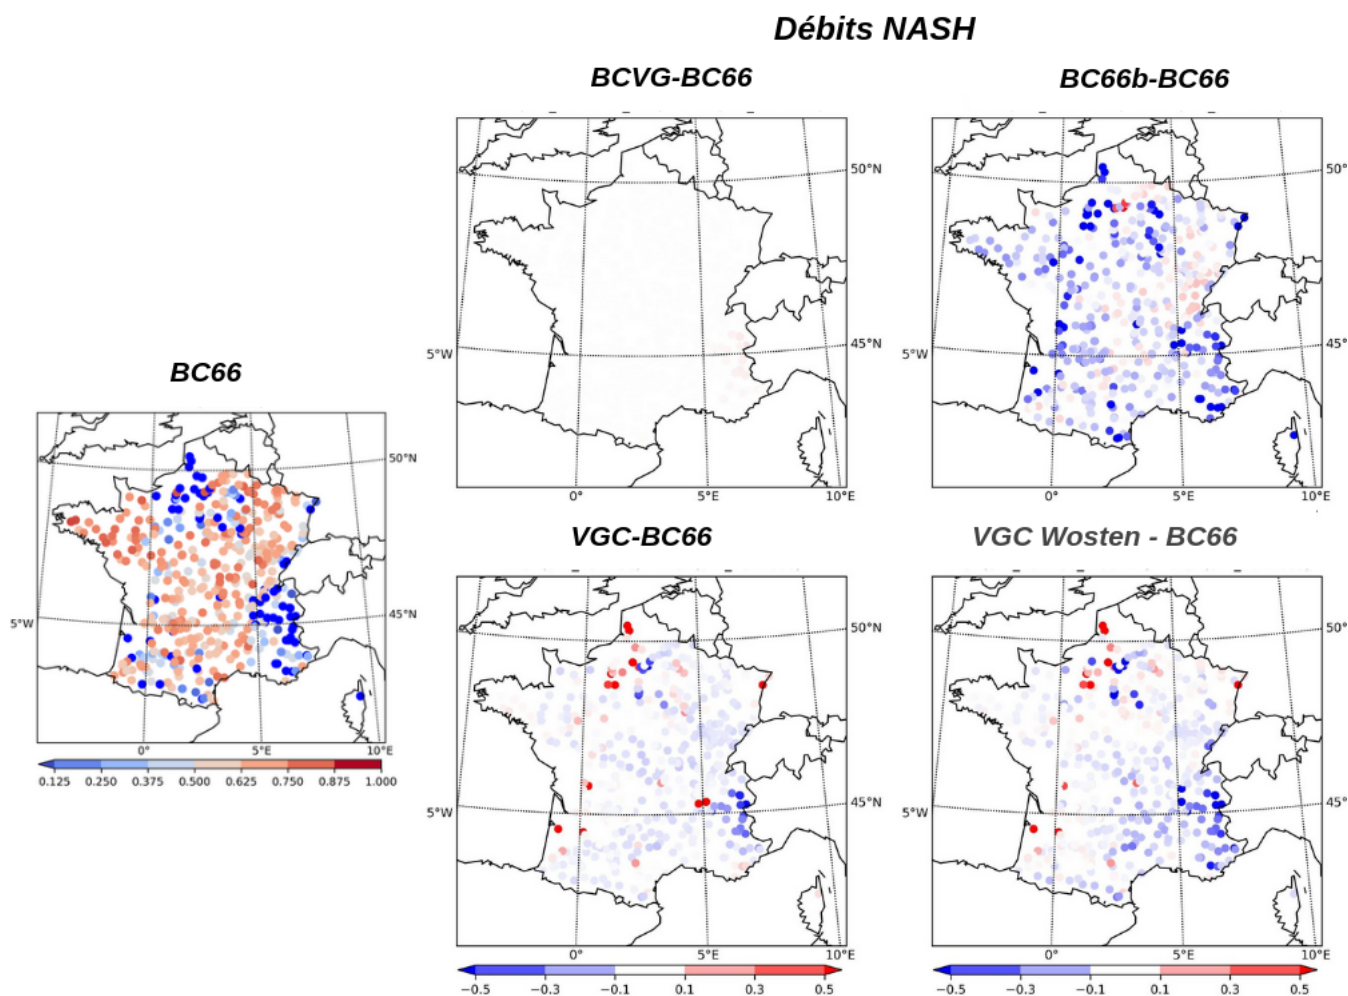 Débits NASH
BCVG-BC66
BC66b-BC66
50°N
50°
5°W
45°N
5°W
45°
0°
5°E
10°E
0°
5°E
10°E
BC66
50°N
5°W
45°N
0°
5°E
10°E
0.125 0.250 0.375 0.500 0.625 0.750 0.875 1.000
VGC-BC66
VGC Wosten - BC66
50°N
50°
5°W
45°N
5°W
45°
0°
5°E
10°E
0°
5°E
10°E
−0.5 −0.3 −0.1 0.1 0.3 0.5
−0.5 −0.3 −0.1 0.1 0.3 0.5